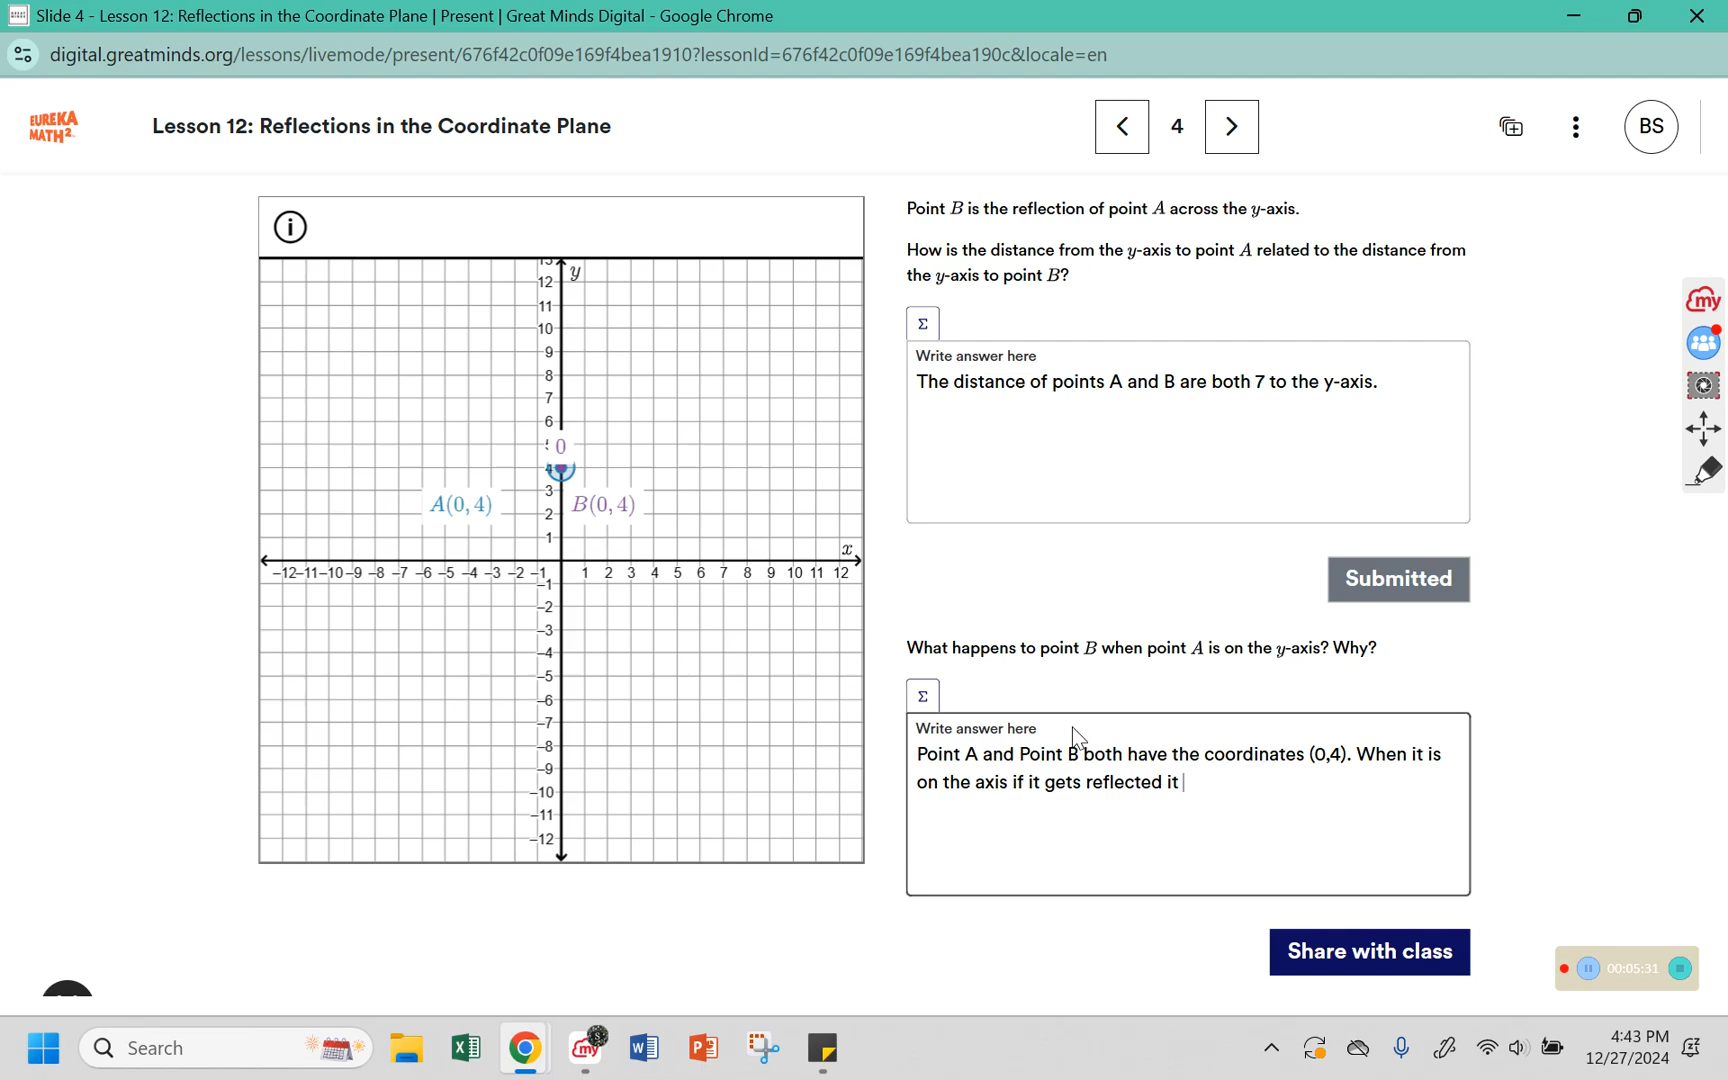 Slide 4 - Lesson 12: Reflections in the Coordinate Plane | Present | Great Minds Digital - Google Chrome
digital.greatminds.org/lessons/livemode/present/676f42c0f09e169f4bea1910?lessonId=676f42c0f09e169f4bea190c&locale=en
EUREKA
MATH²
Lesson 12: Reflections in the Coordinate Plane
4
BS
i
y
12
11
10
9
8
7
6
0
4
3
A(0, 4)
B(0, 4)
2
1
x
−12 −11 −10 −9 −8 −7 −6 −5 −4 −3 −2 −1 1 2 3 4 5 6 7 8 9 10 11 12
−1
−2
−3
−4
−5
−6
−7
−8
−9
−10
−11
−12
Point B is the reflection of point A across the y-axis.
How is the distance from the y-axis to point A related to the distance from
the y-axis to point B?
Σ
Write answer here
The distance of points A and B are both 7 to the y-axis.
Submitted
What happens to point B when point A is on the y-axis? Why?
Σ
Write answer here
Point A and Point B both have the coordinates (0,4). When it is
on the axis if it gets reflected it
Share with class
my
00:05:31
Search
my
4:43 PM
12/27/2024